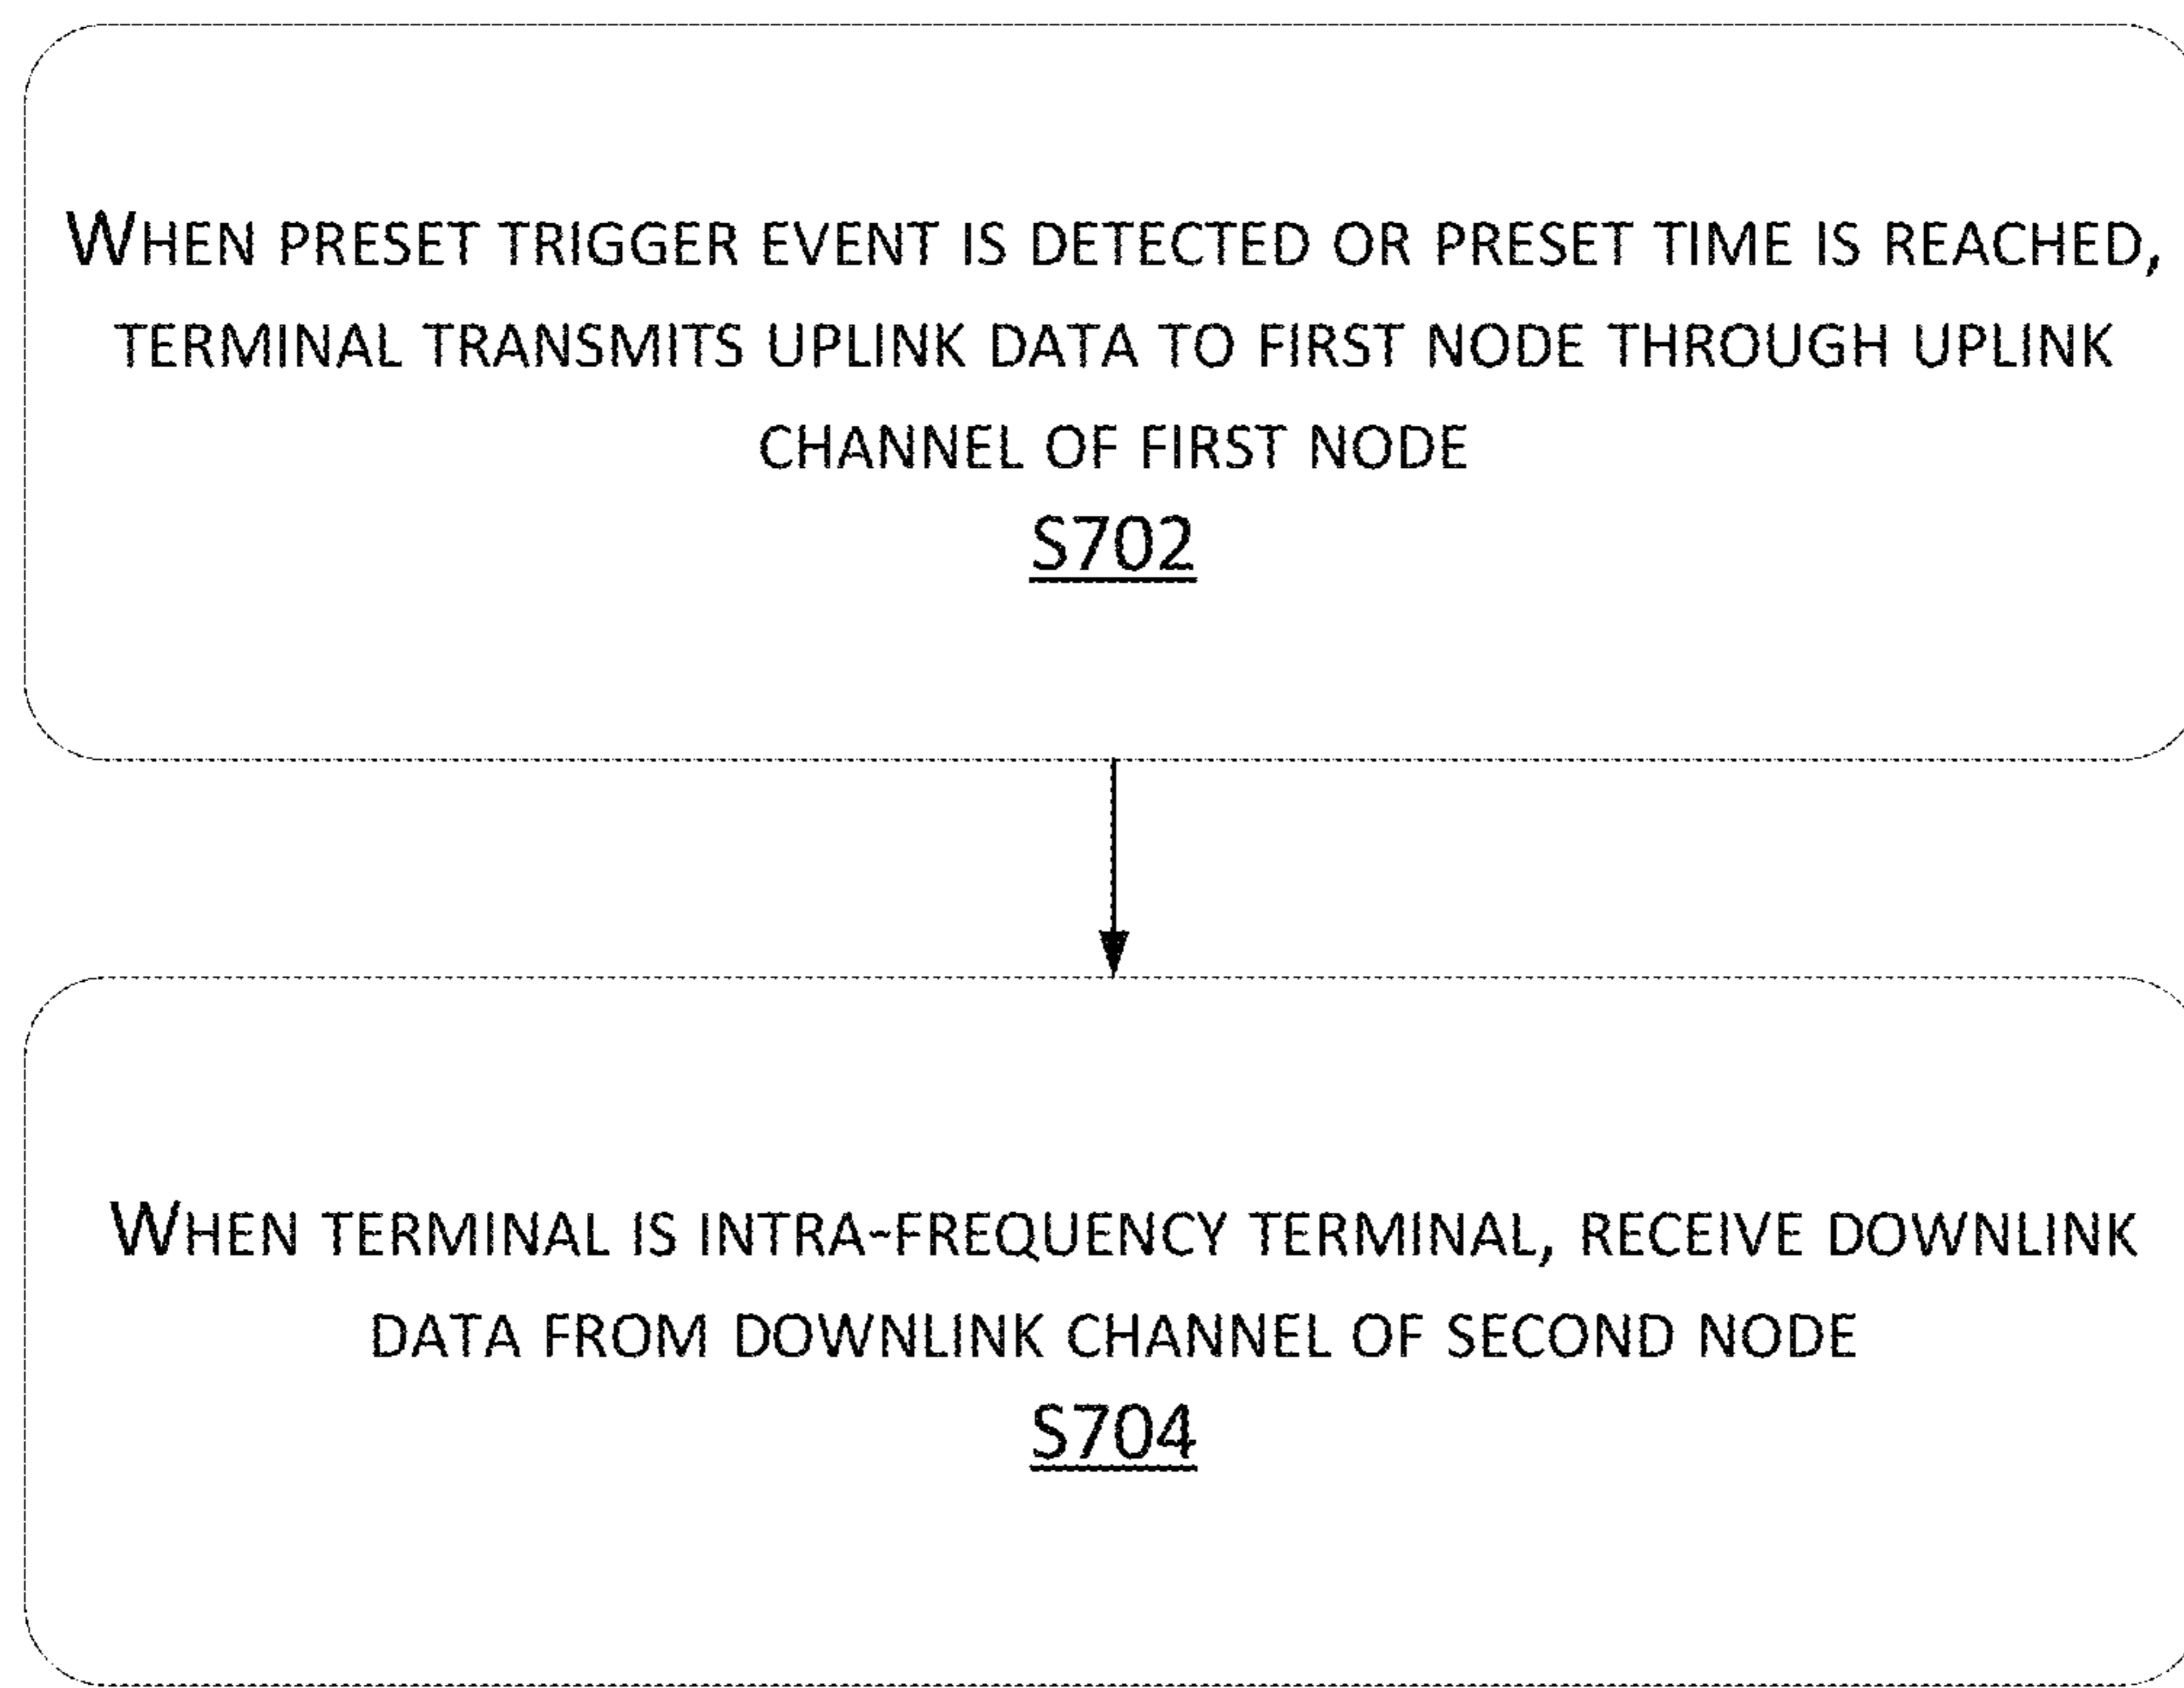 WHEN PRESET TRIGGER EVENT IS DETECTED OR PRESET TIME IS REACHED,
TERMINAL TRANSMITS UPLINK DATA TO FIRST NODE THROUGH UPLINK
CHANNEL OF FIRST NODE
S702
WHEN TERMINAL IS INTRA-FREQUENCY TERMINAL, RECEIVE DOWNLINK
DATA FROM DOWNLINK CHANNEL OF SECOND NODE
S704